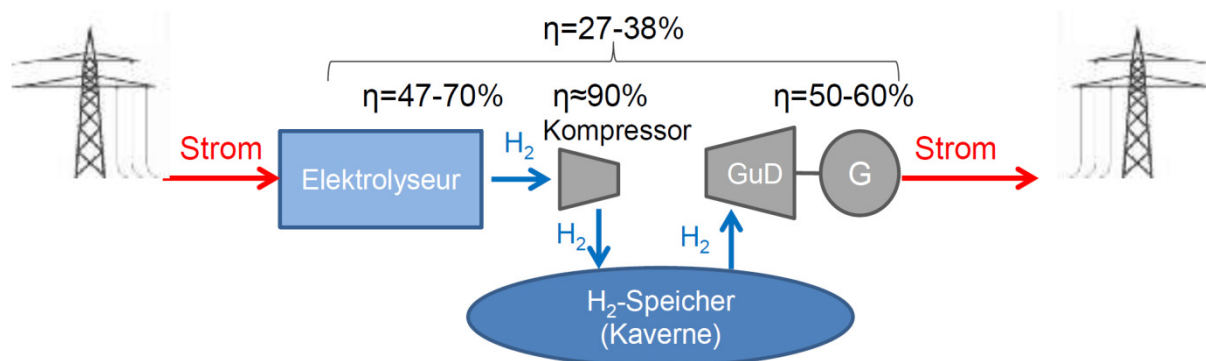 η=27-38%
η=47-70%
η≈90%
η=50-60%
Kompressor
Strom
H₂
GuD
G
Strom
Elektrolyseur
H₂
H₂
H₂-Speicher
(Kaverne)